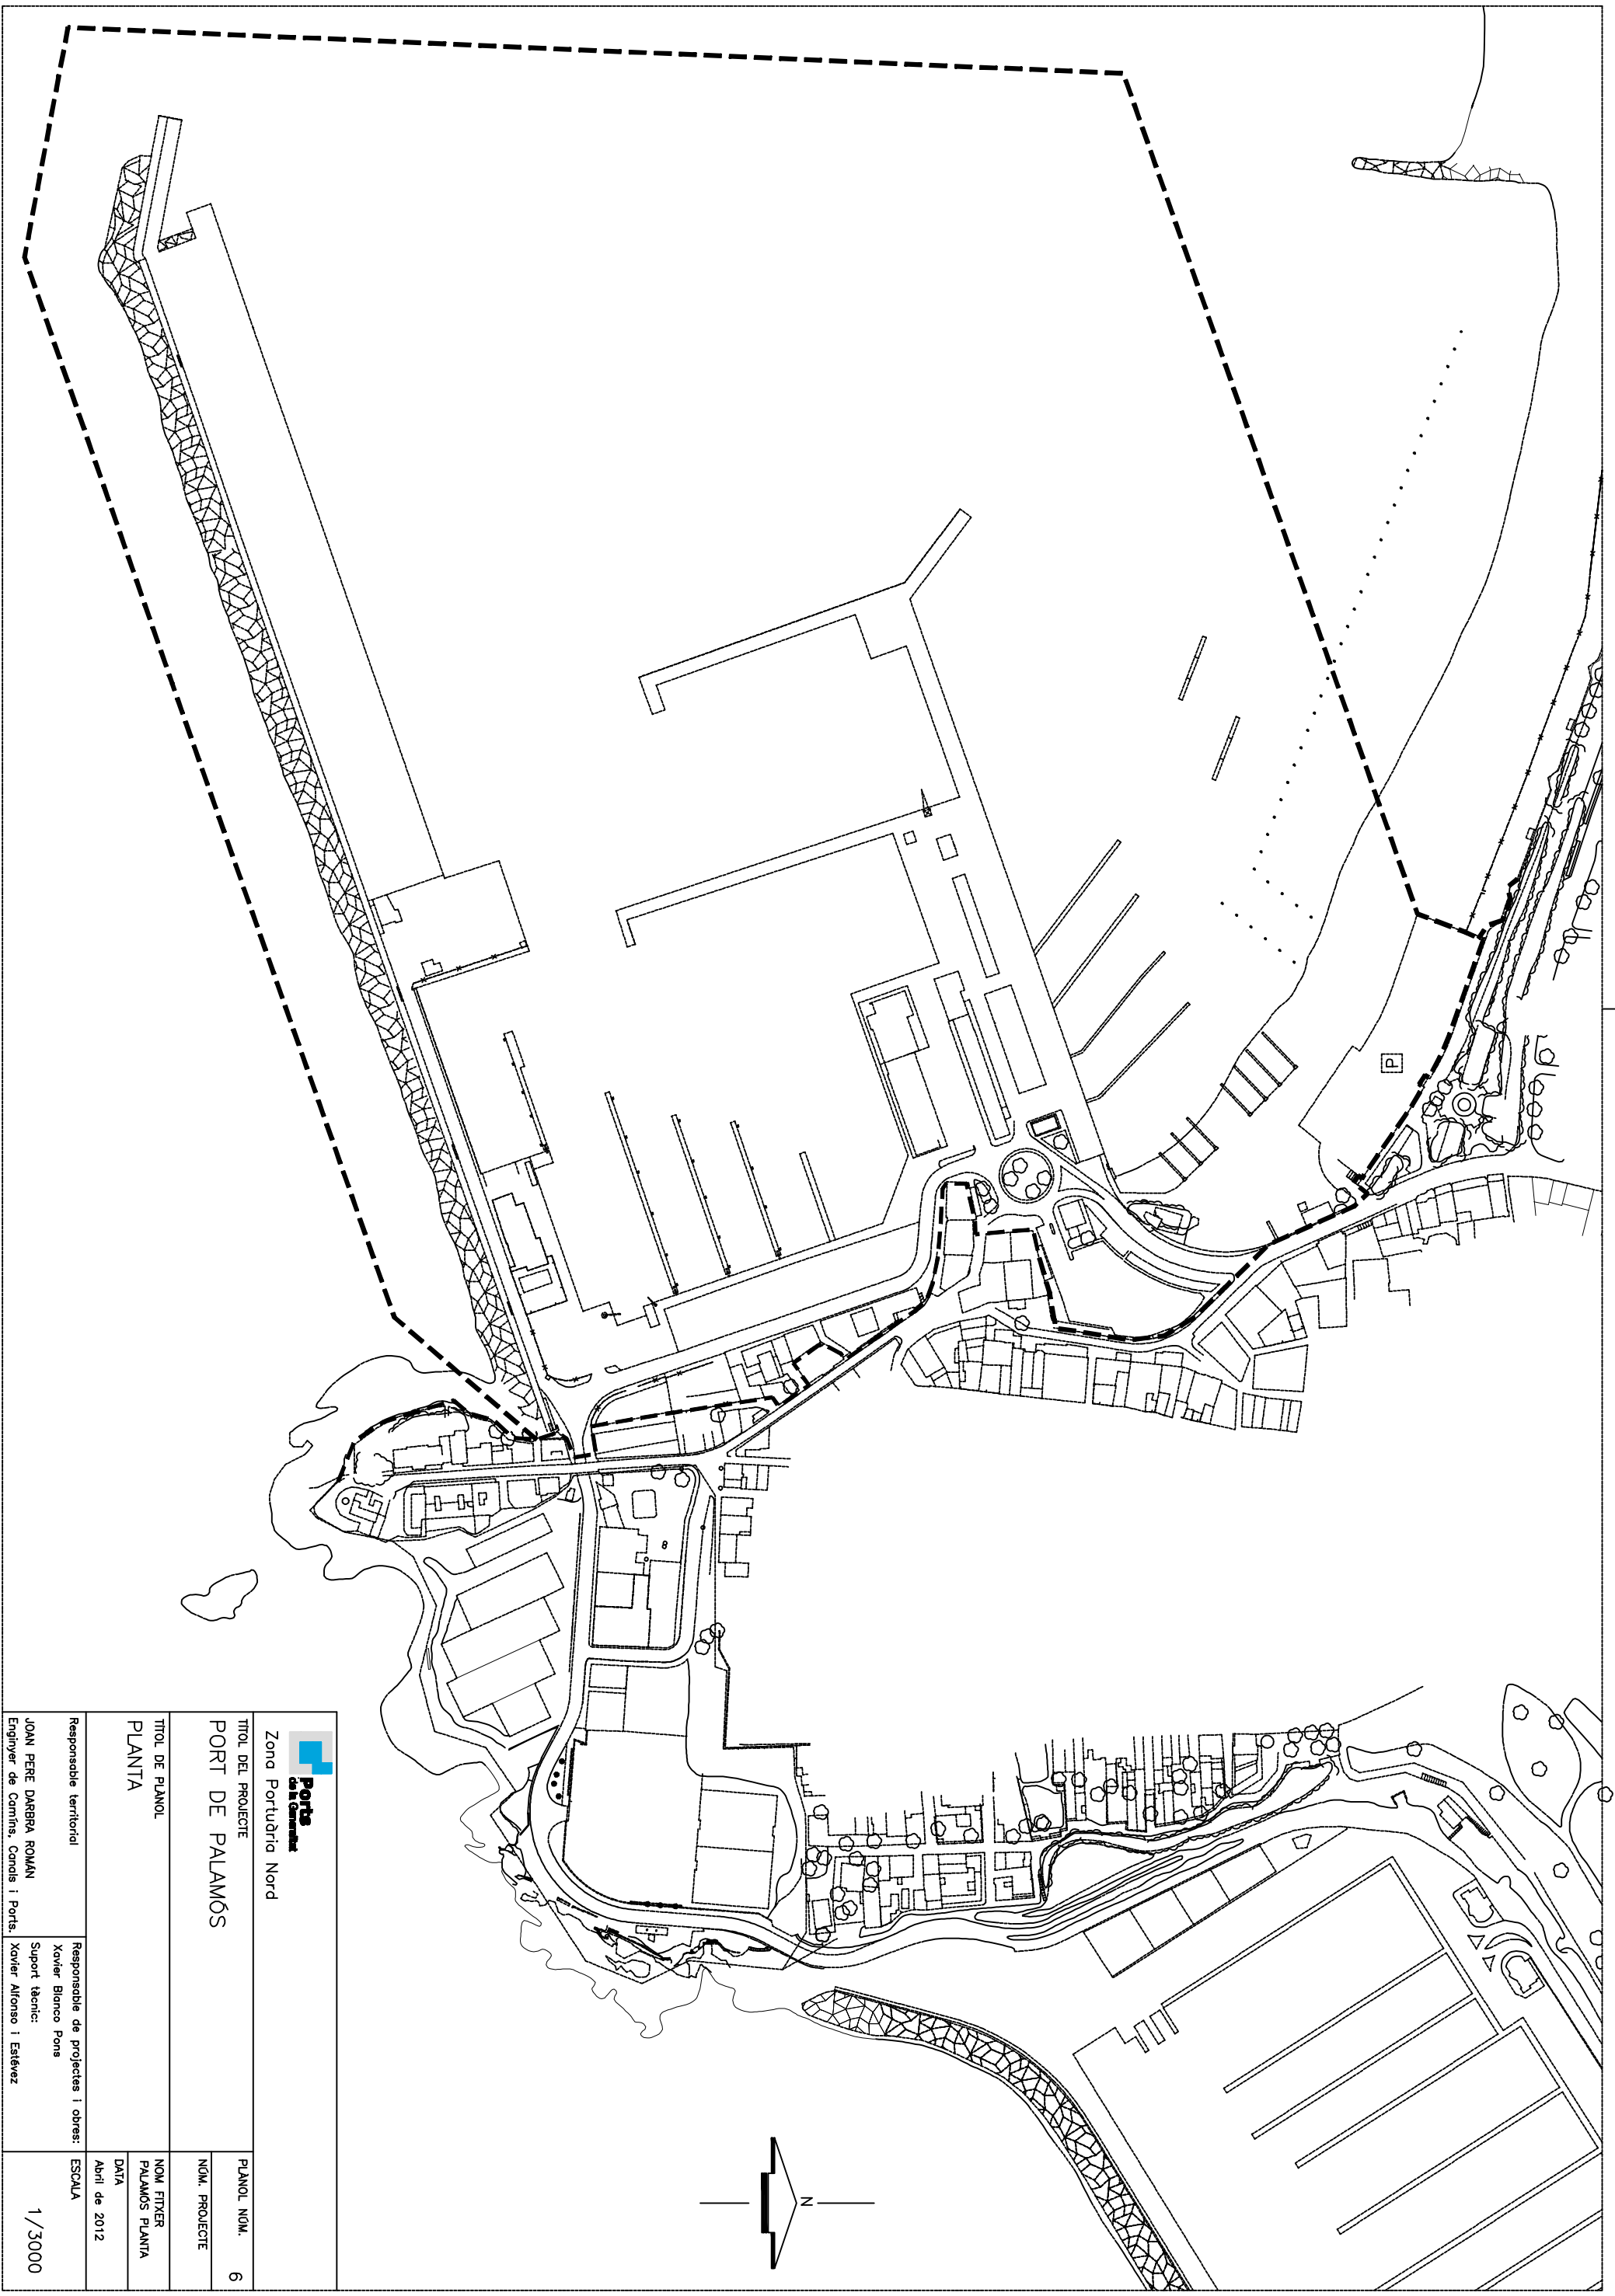 P
N
Ports
de la Generalitat
Zona Portuària Nord
TÍTOL DEL PROJECTE
PORT DE PALAMÓS
PLÀNOL NÚM.
6
NÚM. PROJECTE
TÍTOL DE PLÀNOL
PLANTA
NOM FITXER
PALAMÓS PLANTA
DATA
Abril de 2012
Responsable territorial
JOAN PERE DARBRA ROMÁN
Enginyer de Camins, Canals i Ports.
Responsable de projectes i obres:
Xavier Blanco Pons
Suport tècnic:
Xavier Alfonso i Estévez
ESCALA
1/3000